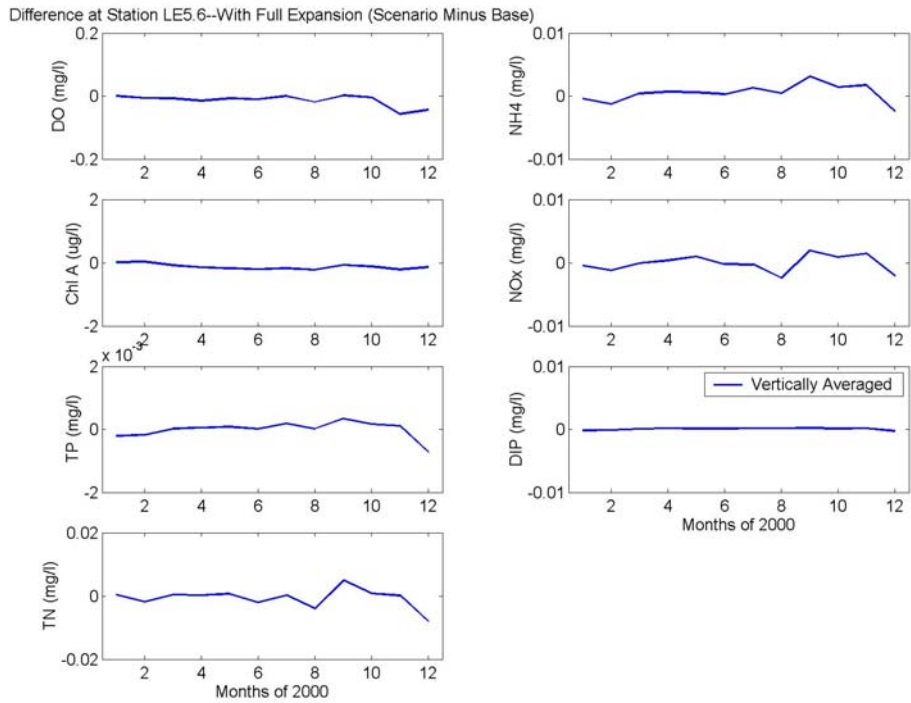 Difference at Station LE5.6--With Full Expansion (Scenario Minus Base)
0.2
0
-0.2
DO (mg/l)
2 4 6 8 10 12
0.01
0
-0.01
NH4 (mg/l)
2 4 6 8 10 12
2
0
-2
Chl A (ug/l)
2 4 6 8 10 12
0.01
0
-0.01
NOx (mg/l)
2 4 6 8 10 12
x 10^-3
2
0
-2
TP (mg/l)
2 4 6 8 10 12
0.01
0
-0.01
DIP (mg/l)
Vertically Averaged
2 4 6 8 10 12
Months of 2000
0.02
0
-0.02
TN (mg/l)
2 4 6 8 10 12
Months of 2000